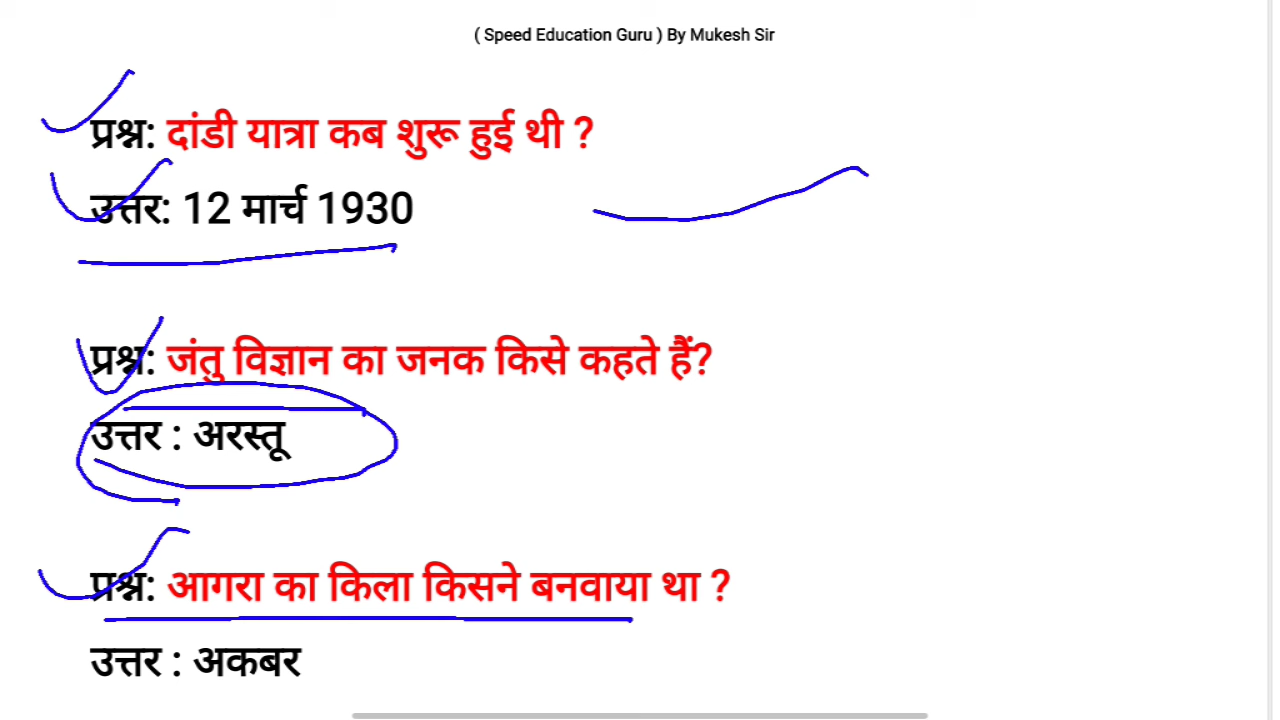 ( Speed Education Guru ) By Mukesh Sir
प्रश्न: दांडी यात्रा कब शुरू हुई थी ?
उत्तर: 12 मार्च 1930
प्रश्न: जंतु विज्ञान का जनक किसे कहते हैं?
उत्तर : अरस्तू
प्रश्न: आगरा का किला किसने बनवाया था ?
उत्तर : अकबर